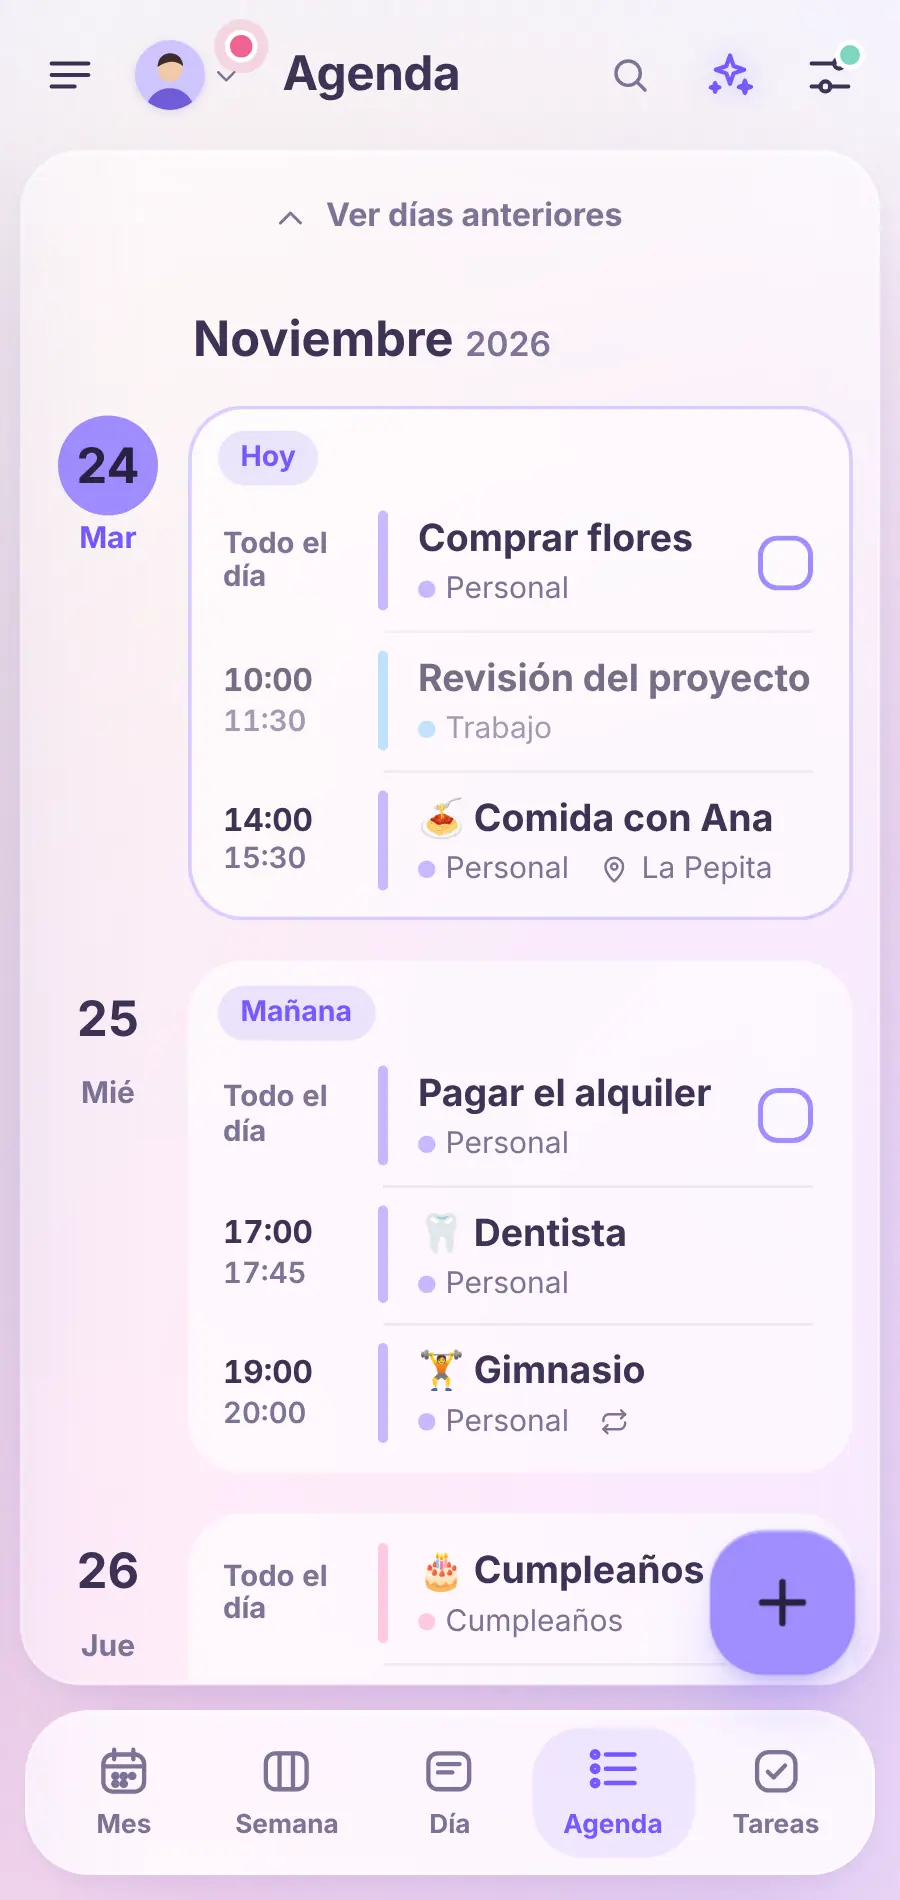 Agenda
Ver días anteriores
Noviembre 2026
24
Mar
Hoy
Todo el
día
Comprar flores
Personal
10:00
11:30
Revisión del proyecto
Trabajo
14:00
15:30
🍝 Comida con Ana
Personal La Pepita
25
Mié
Mañana
Todo el
día
Pagar el alquiler
Personal
17:00
17:45
🦷 Dentista
Personal
19:00
20:00
🏋️ Gimnasio
Personal
26
Jue
Todo el
día
🎂 Cumpleaños
Cumpleaños
Mes
Semana
Día
Agenda
Tareas